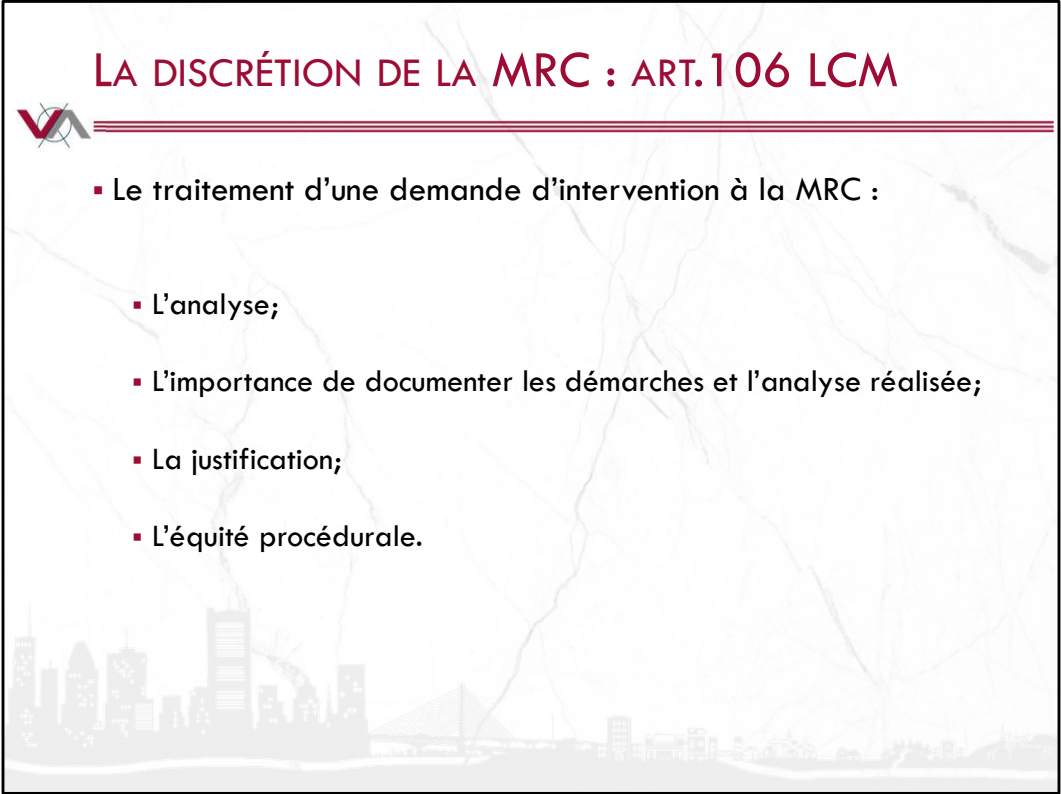 LA DISCRÉTION DE LA MRC : ART.106 LCM
VA
▪ Le traitement d’une demande d’intervention à la MRC :
▪ L’analyse;
▪ L’importance de documenter les démarches et l’analyse réalisée;
▪ La justification;
▪ L’équité procédurale.